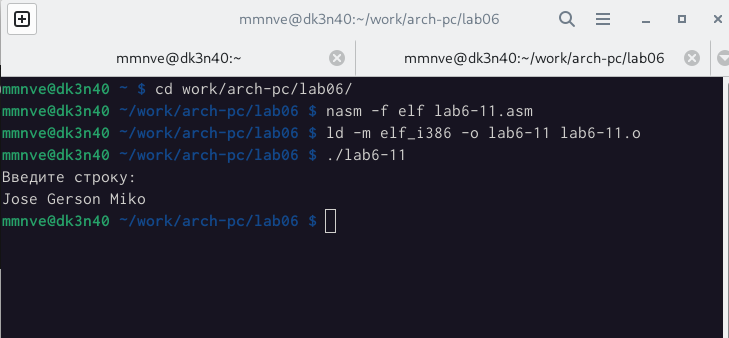 mmnve@dk3n40:~/work/arch-pc/lab06
mmnve@dk3n40:~ mmnve@dk3n40:~/work/arch-pc/lab06
mmnve@dk3n40 ~ $ cd work/arch-pc/lab06/
mmnve@dk3n40 ~/work/arch-pc/lab06 $ nasm -f elf lab6-11.asm
mmnve@dk3n40 ~/work/arch-pc/lab06 $ ld -m elf_i386 -o lab6-11 lab6-11.o
mmnve@dk3n40 ~/work/arch-pc/lab06 $ ./lab6-11
Введите строку:
Jose Gerson Miko
mmnve@dk3n40 ~/work/arch-pc/lab06 $